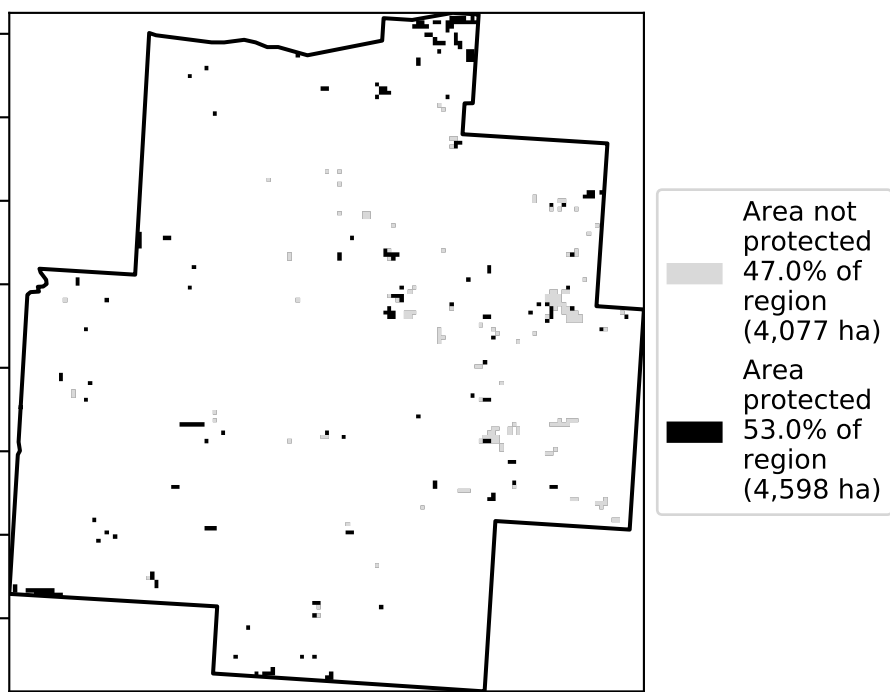 Area not
protected
47.0% of
region
(4,077 ha)
Area
protected
53.0% of
region
(4,598 ha)